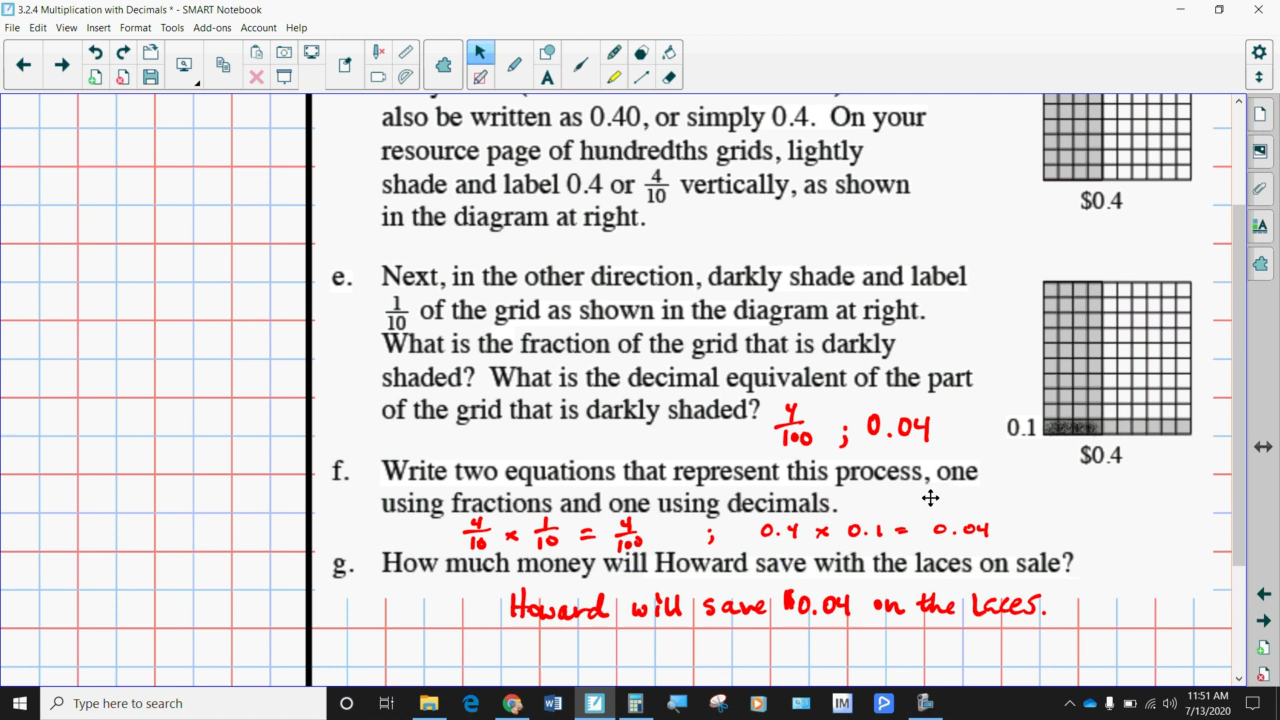 3.2.4 Multiplication with Decimals * - SMART Notebook
File Edit View Insert Format Tools Add-ons Account Help
also be written as 0.40, or simply 0.4. On your
resource page of hundredths grids, lightly
shade and label 0.4 or 4/10 vertically, as shown
in the diagram at right.
$0.4
e. Next, in the other direction, darkly shade and label
1/10 of the grid as shown in the diagram at right.
What is the fraction of the grid that is darkly
shaded? What is the decimal equivalent of the part
of the grid that is darkly shaded? 4/100 ; 0.04
0.1
$0.4
f. Write two equations that represent this process, one
using fractions and one using decimals.
4/10 × 1/10 = 4/100 ; 0.4 × 0.1 = 0.04
g. How much money will Howard save with the laces on sale?
Howard will save $0.04 on the laces.
Type here to search
IM
11:51 AM
7/13/2020